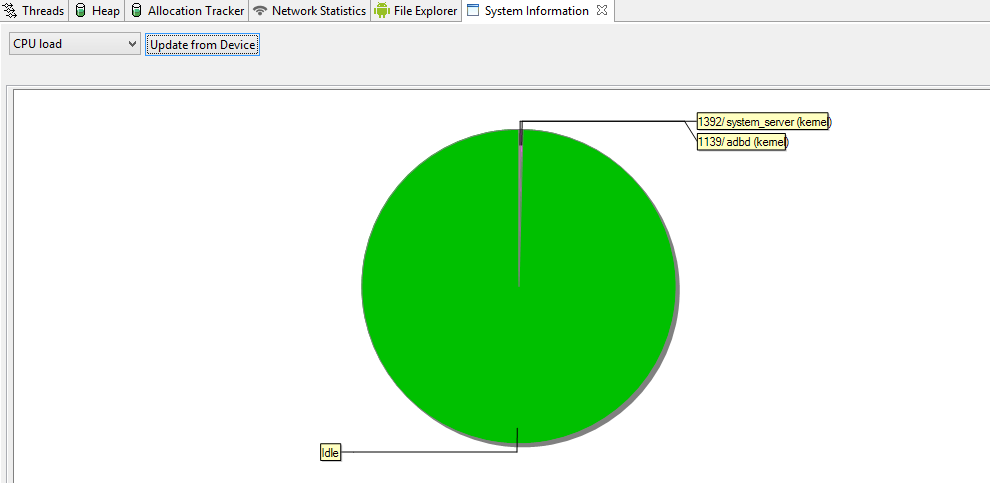 Threads Heap Allocation Tracker Network Statistics File Explorer System Information
CPU load Update from Device
1392/ system_server (kernel)
1139/ adbd (kernel)
Idle